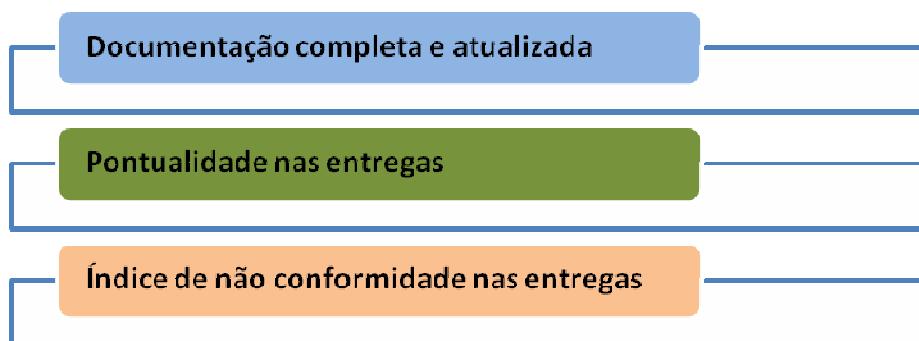 Documentação completa e atualizada
Pontualidade nas entregas
Índice de não conformidade nas entregas